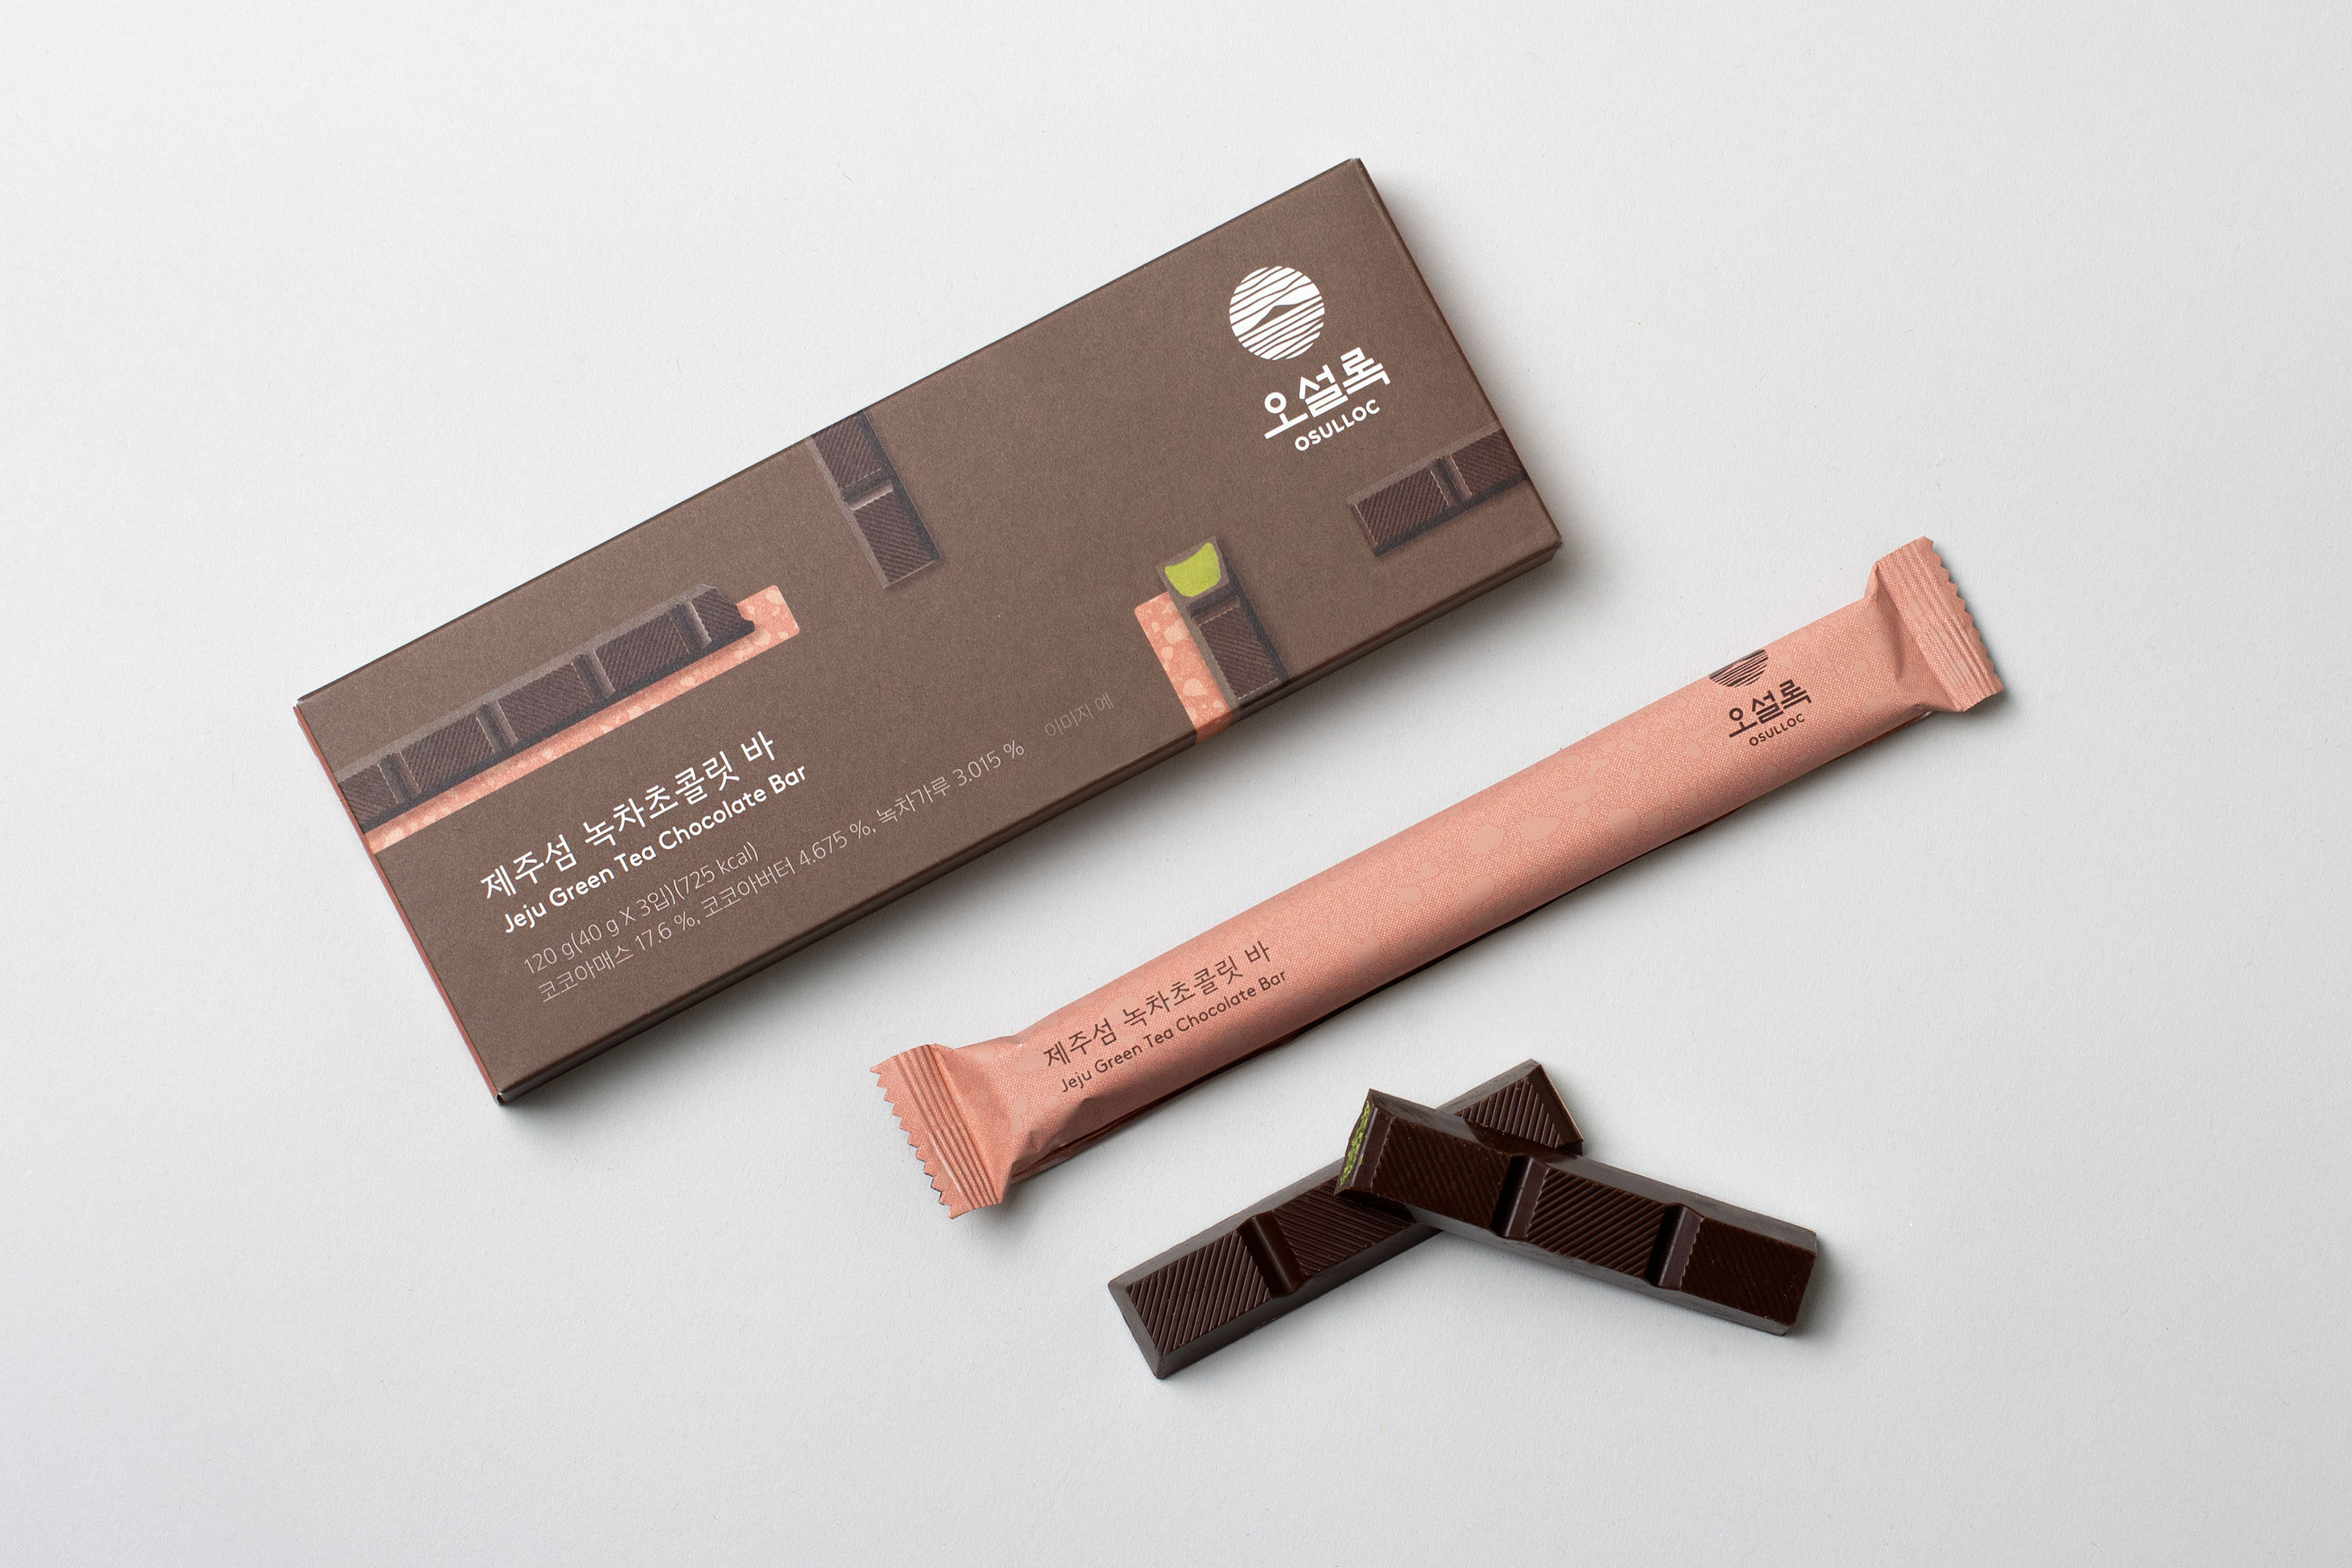 오설록
OSULLOC
제주섬 녹차초콜릿 바
Jeju Green Tea Chocolate Bar
120 g(40 g X 3입)(725 kcal)
코코아매스 17.6 %, 코코아버터 4.675 %, 녹차가루 3.015 %
이미지 예
오설록
OSULLOC
제주섬 녹차초콜릿 바
Jeju Green Tea Chocolate Bar